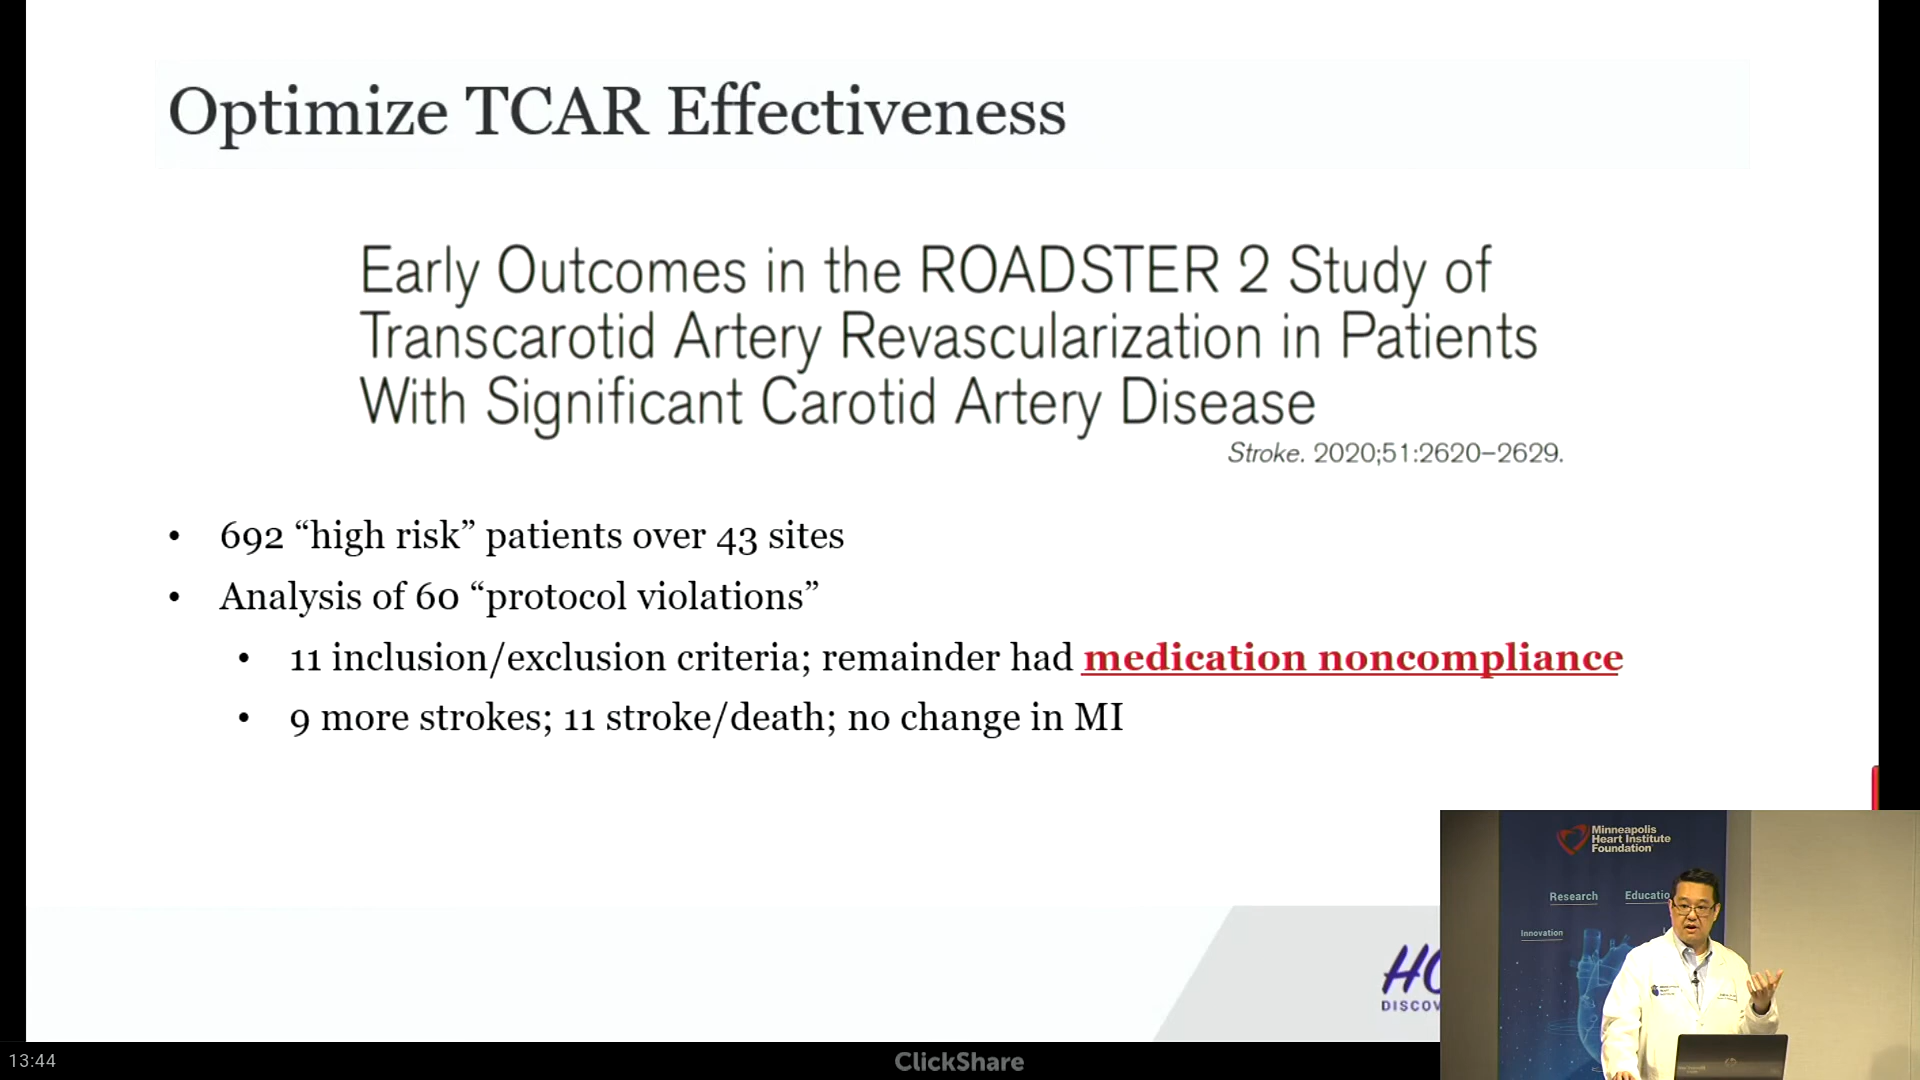 Optimize TCAR Effectiveness
Early Outcomes in the ROADSTER 2 Study of
Transcarotid Artery Revascularization in Patients
With Significant Carotid Artery Disease
Stroke. 2020;51:2620–2629.
• 692 “high risk” patients over 43 sites
• Analysis of 60 “protocol violations”
• 11 inclusion/exclusion criteria; remainder had medication noncompliance
• 9 more strokes; 11 stroke/death; no change in MI
Minneapolis
Heart Institute
Foundation
Research Educatio
Innovation
HO
DISCOV
13:44
ClickShare